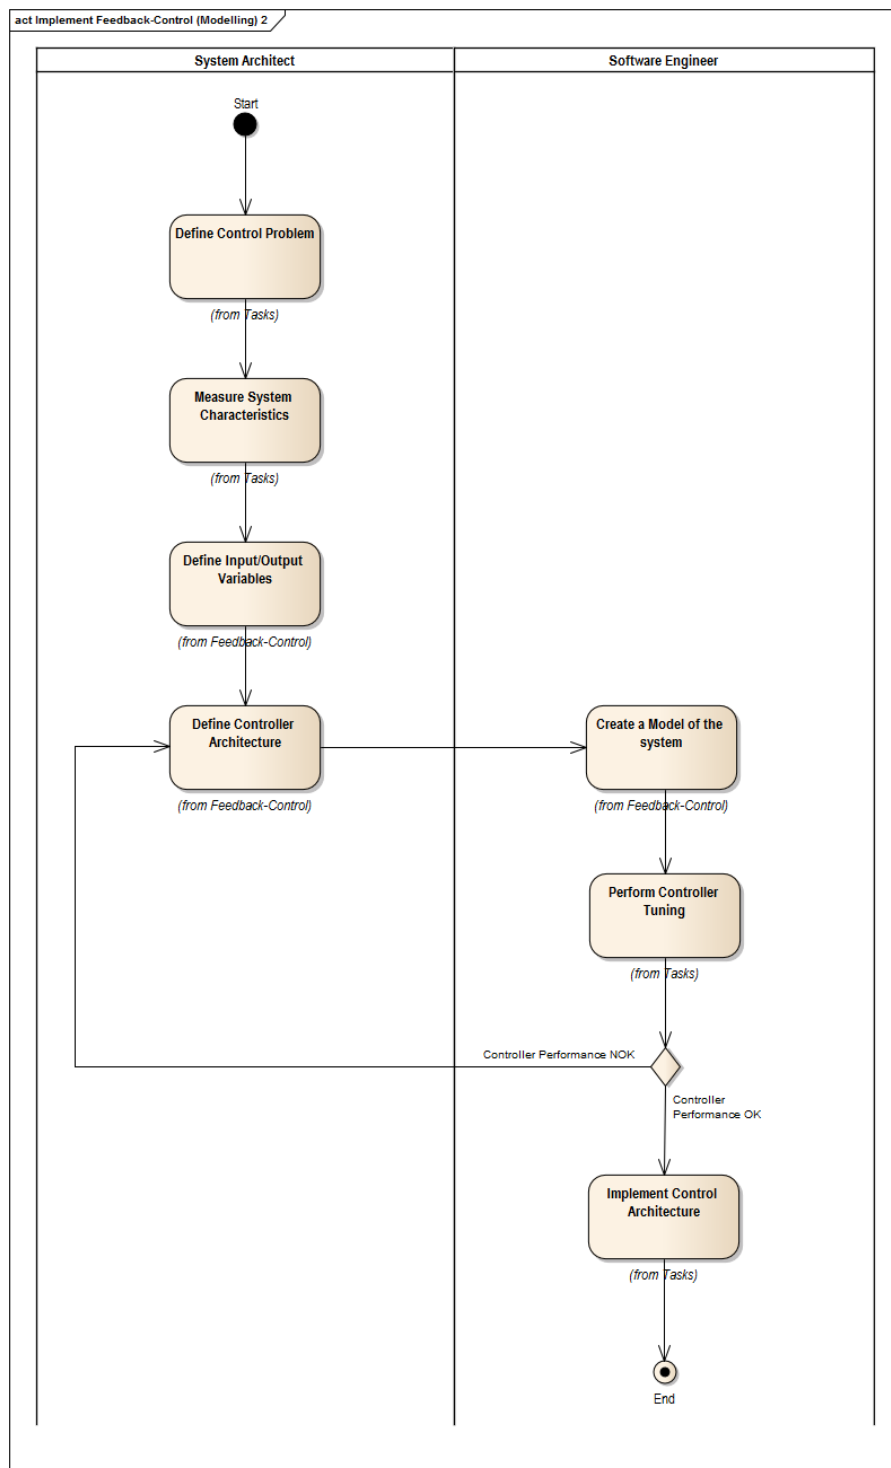 act Implement Feedback-Control (Modelling) 2
System Architect
Software Engineer
Start
Define Control Problem
(from Tasks)
Measure System
Characteristics
(from Tasks)
Define Input/Output
Variables
(from Feedback-Control)
Define Controller
Architecture
(from Feedback-Control)
Create a Model of the
system
(from Feedback-Control)
Perform Controller
Tuning
(from Tasks)
Controller Performance NOK
Controller
Performance OK
Implement Control
Architecture
(from Tasks)
End